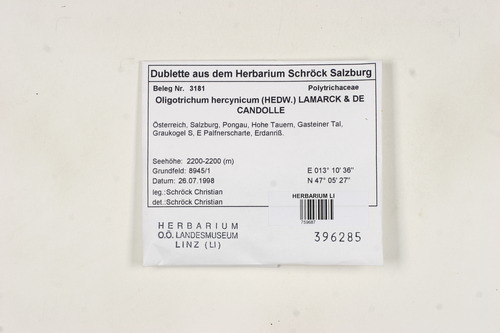 Dublette aus dem Herbarium Schröck Salzburg
Beleg Nr. 3181 Polytrichaceae
Oligotrichum hercynicum (HEDW.) LAMARCK & DE
CANDOLLE
Österreich, Salzburg, Pongau, Hohe Tauern, Gasteiner Tal,
Graukogel S, E Palfnerscharte, Erdanriß.
Seehöhe: 2200-2200 (m)
Grundfeld: 8945/1 E 013° 10' 36"
Datum: 26.07.1998 N 47° 05' 27"
leg.: Schröck Christian
det.: Schröck Christian
HERBARIUM LI
759687
HERBARIUM
O.Ö. LANDESMUSEUM
LINZ (LI)
396285